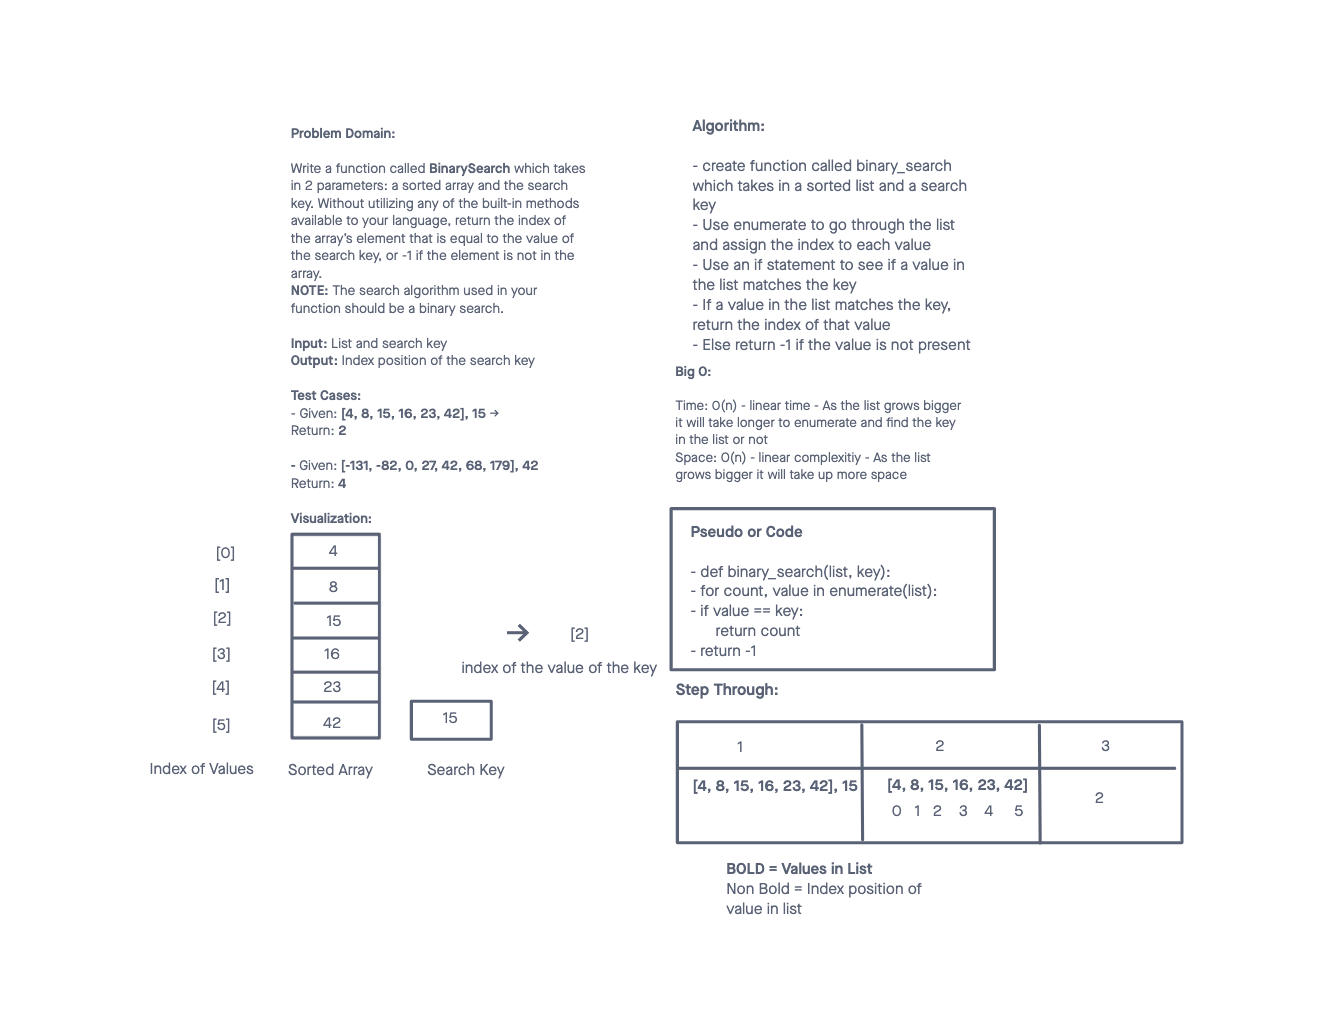 Problem Domain:
Write a function called BinarySearch which takes
in 2 parameters: a sorted array and the search
key. Without utilizing any of the built-in methods
available to your language, return the index of
the array's element that is equal to the value of
the search key, or -1 if the element is not in the
array.
NOTE: The search algorithm used in your
function should be a binary search.
Input: List and search key
Output: Index position of the search key
Test Cases:
- Given: [4, 8, 15, 16, 23, 42], 15 →
Return: 2
- Given: [-131, -82, 0, 27, 42, 68, 179], 42
Return: 4
Visualization:
[0] 4
[1] 8
[2] 15
[3] 16
[4] 23
[5] 42
15
→ [2]
index of the value of the key
Index of Values Sorted Array Search Key
Algorithm:
- create function called binary_search
which takes in a sorted list and a search
key
- Use enumerate to go through the list
and assign the index to each value
- Use an if statement to see if a value in
the list matches the key
- If a value in the list matches the key,
return the index of that value
- Else return -1 if the value is not present
Big O:
Time: O(n) - linear time - As the list grows bigger
it will take longer to enumerate and find the key
in the list or not
Space: O(n) - linear complexitiy - As the list
grows bigger it will take up more space
Pseudo or Code
- def binary_search(list, key):
- for count, value in enumerate(list):
- if value == key:
return count
- return -1
Step Through:
1 2 3
[4, 8, 15, 16, 23, 42], 15 [4, 8, 15, 16, 23, 42] 2
0 1 2 3 4 5
BOLD = Values in List
Non Bold = Index position of
value in list